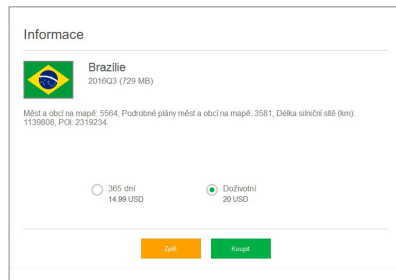 Informace
Brazílie
2016Q3 (729 MB)
Měst a obcí na mapě: 5564, Podrobné plány měst a obcí na mapě: 3581, Délka silniční sítě (km):
1139808, POI: 2319234.
365 dní
14.99 USD
Doživotní
20 USD
Zpět
Koupit